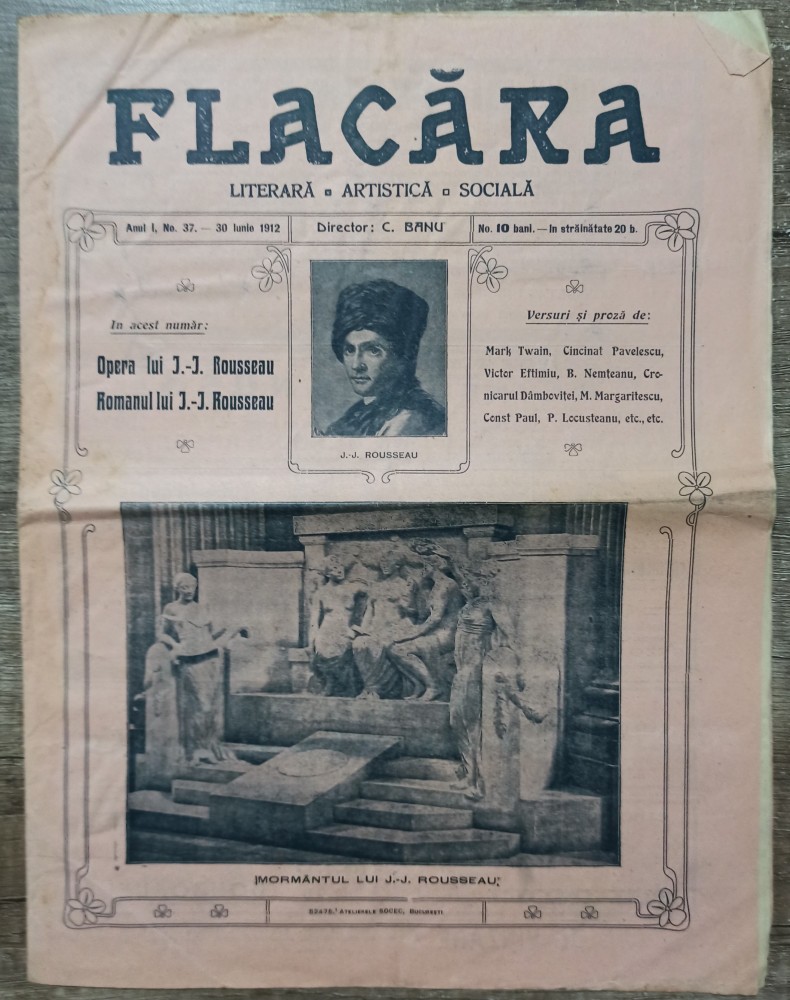 FLACĂRA
LITERARĂ ▫ ARTISTICĂ ▫ SOCIALĂ
Anul I, No. 37. — 30 Iunie 1912
Director: C. BANU
No. 10 bani. — In străinătate 20 b.
In acest număr:
Opera lui J.-J. Rousseau
Romanul lui J.-J. Rousseau
J.-J. ROUSSEAU
Versuri și proză de:
Mark Twain, Cincinat Pavelescu,
Victor Eftimiu, B. Nemteanu, Cro-
nicarul Dâmboviței, M. Margaritescu,
Const Paul, P. Locusteanu, etc., etc.
MORMÂNTUL LUI J.-J. ROUSSEAU
Atelierele SOCEC, București